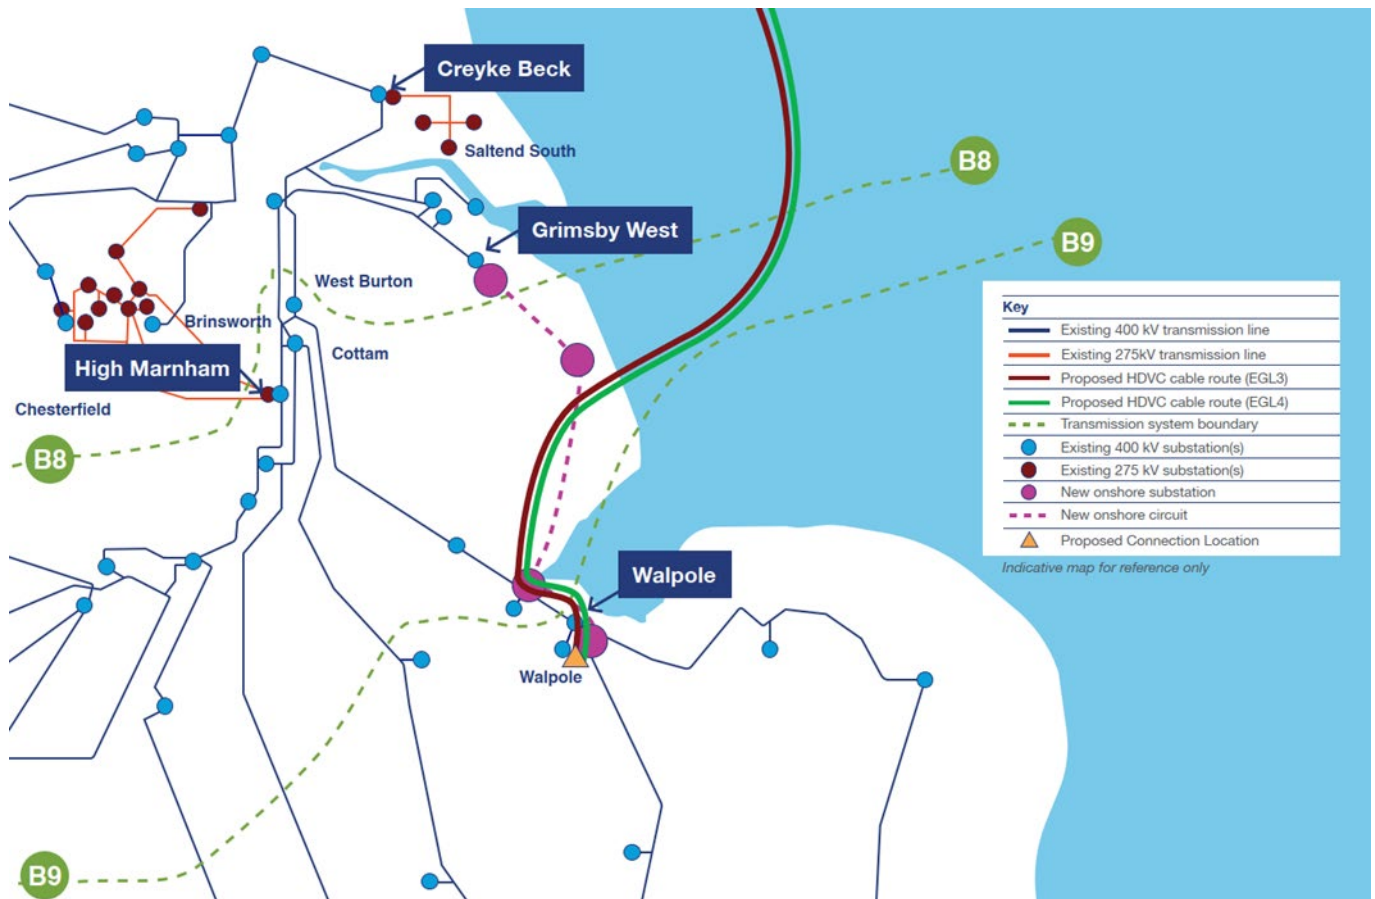 Creyke Beck
Saltend South
B8
Grimsby West
B9
West Burton
Brinsworth
Cottam
High Marnham
Chesterfield
B8
Key
Existing 400 kV transmission line
Existing 275kV transmission line
Proposed HDVC cable route (EGL3)
Proposed HDVC cable route (EGL4)
Transmission system boundary
Existing 400 kV substation(s)
Existing 275 kV substation(s)
New onshore substation
New onshore circuit
Proposed Connection Location
Indicative map for reference only
Walpole
Walpole
B9